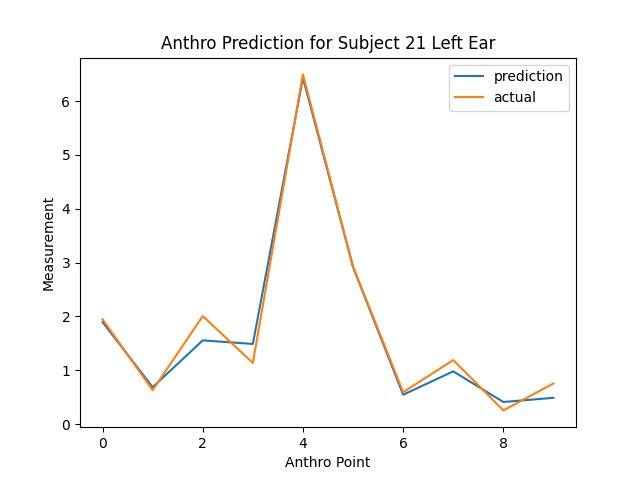 Anthro Prediction for Subject 21 Left Ear
prediction
actual
Measurement
6
5
4
3
2
1
0
0 2 4 6 8
Anthro Point